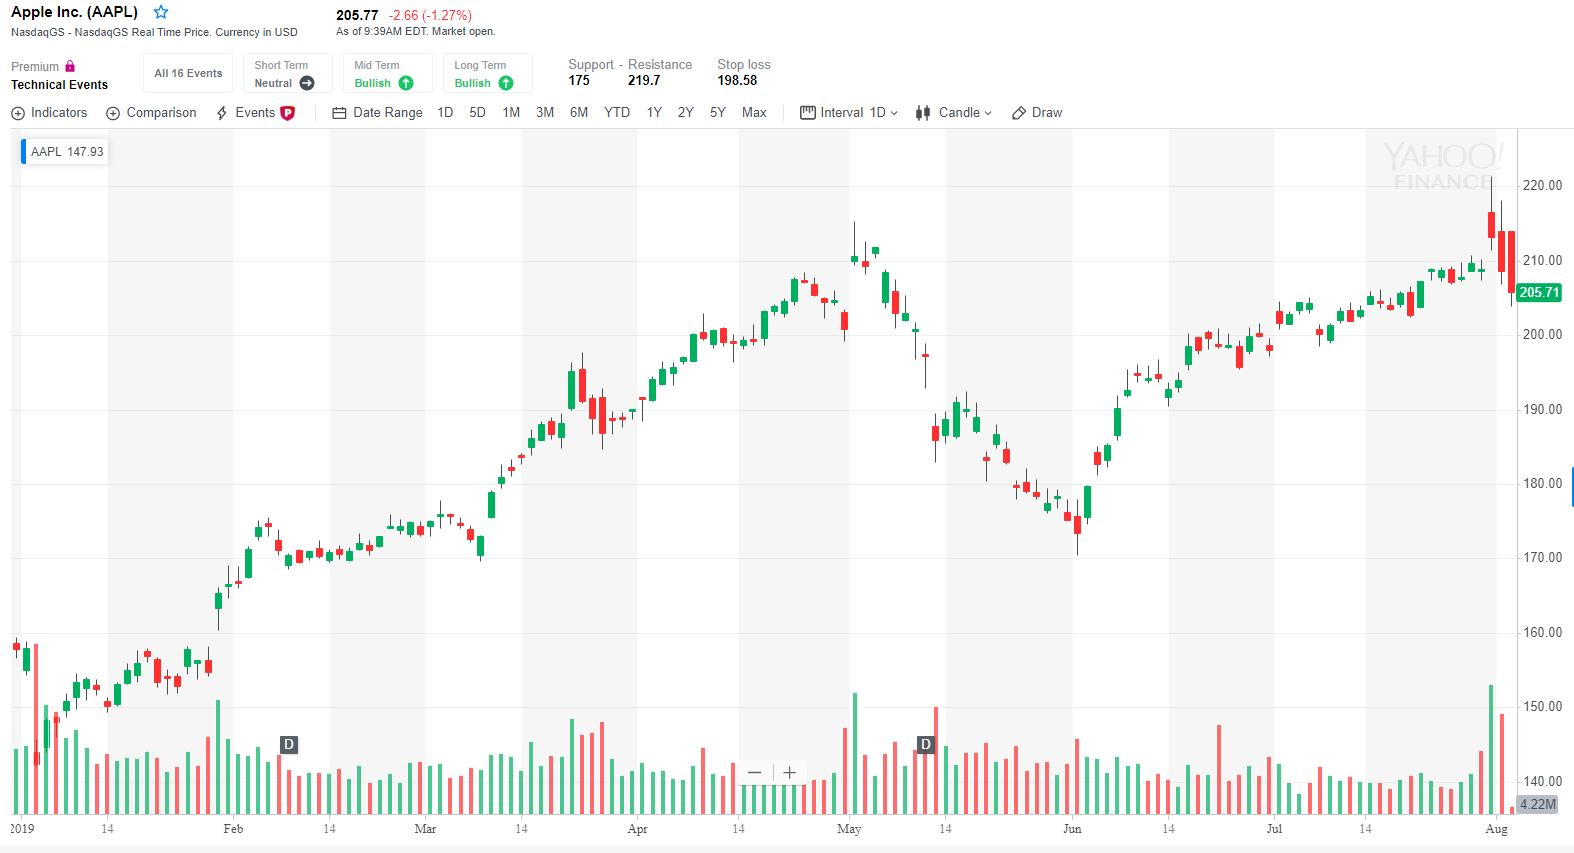 Apple Inc. (AAPL)
205.77 -2.66 (-1.27%)
NasdaqGS - NasdaqGS Real Time Price. Currency in USD
As of 9:39AM EDT. Market open.
Premium
Technical Events
All 16 Events
Short Term
Neutral
Mid Term
Bullish
Long Term
Bullish
Support - Resistance
175 219.7
Stop loss
198.58
Indicators Comparison Events P Date Range 1D 5D 1M 3M 6M YTD 1Y 2Y 5Y Max Interval 1D Candle Draw
AAPL 147.93
YAHOO!
FINANCE
220.00
210.00
205.71
200.00
190.00
180.00
170.00
160.00
150.00
D D
140.00
4.22M
2019 14 Feb 14 Mar 14 Apr 14 May 14 Jun 14 Jul 14 Aug